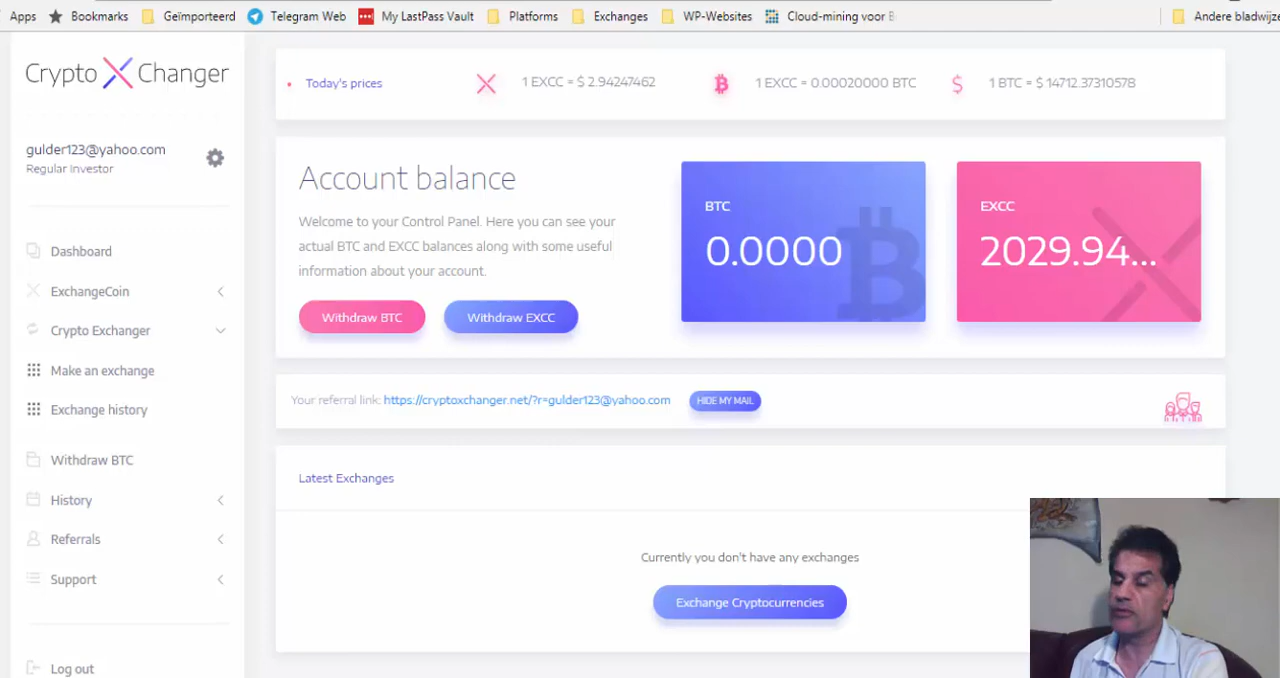 Apps Bookmarks Geïmporteerd Telegram Web My LastPass Vault Platforms Exchanges WP-Websites Cloud-mining voor Andere bladwijze
Crypto X Changer
Today's prices 1 EXCC = $ 2.94247462 1 EXCC = 0.00020000 BTC 1 BTC = $ 14712.37310578
gulder123@yahoo.com
Regular Investor
Account balance
Welcome to your Control Panel. Here you can see your
actual BTC and EXCC balances along with some useful
information about your account.
Withdraw BTC Withdraw EXCC
BTC
0.0000
EXCC
2029.94...
Dashboard
ExchangeCoin
Crypto Exchanger
Make an exchange
Exchange history
Withdraw BTC
History
Referrals
Support
Log out
Your referral link: https://cryptoxchanger.net/?r=gulder123@yahoo.com HIDE MY MAIL
Latest Exchanges
Currently you don't have any exchanges
Exchange Cryptocurrencies